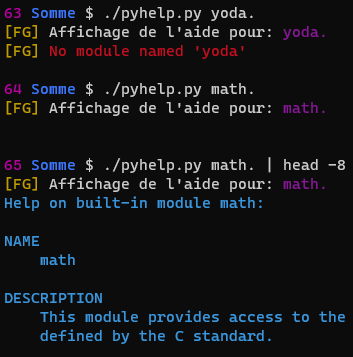 63 Somme $ ./pyhelp.py yoda.
[FG] Affichage de l'aide pour: yoda.
[FG] No module named 'yoda'
64 Somme $ ./pyhelp.py math.
[FG] Affichage de l'aide pour: math.
65 Somme $ ./pyhelp.py math. | head -8
[FG] Affichage de l'aide pour: math.
Help on built-in module math:
NAME
math
DESCRIPTION
This module provides access to the
defined by the C standard.